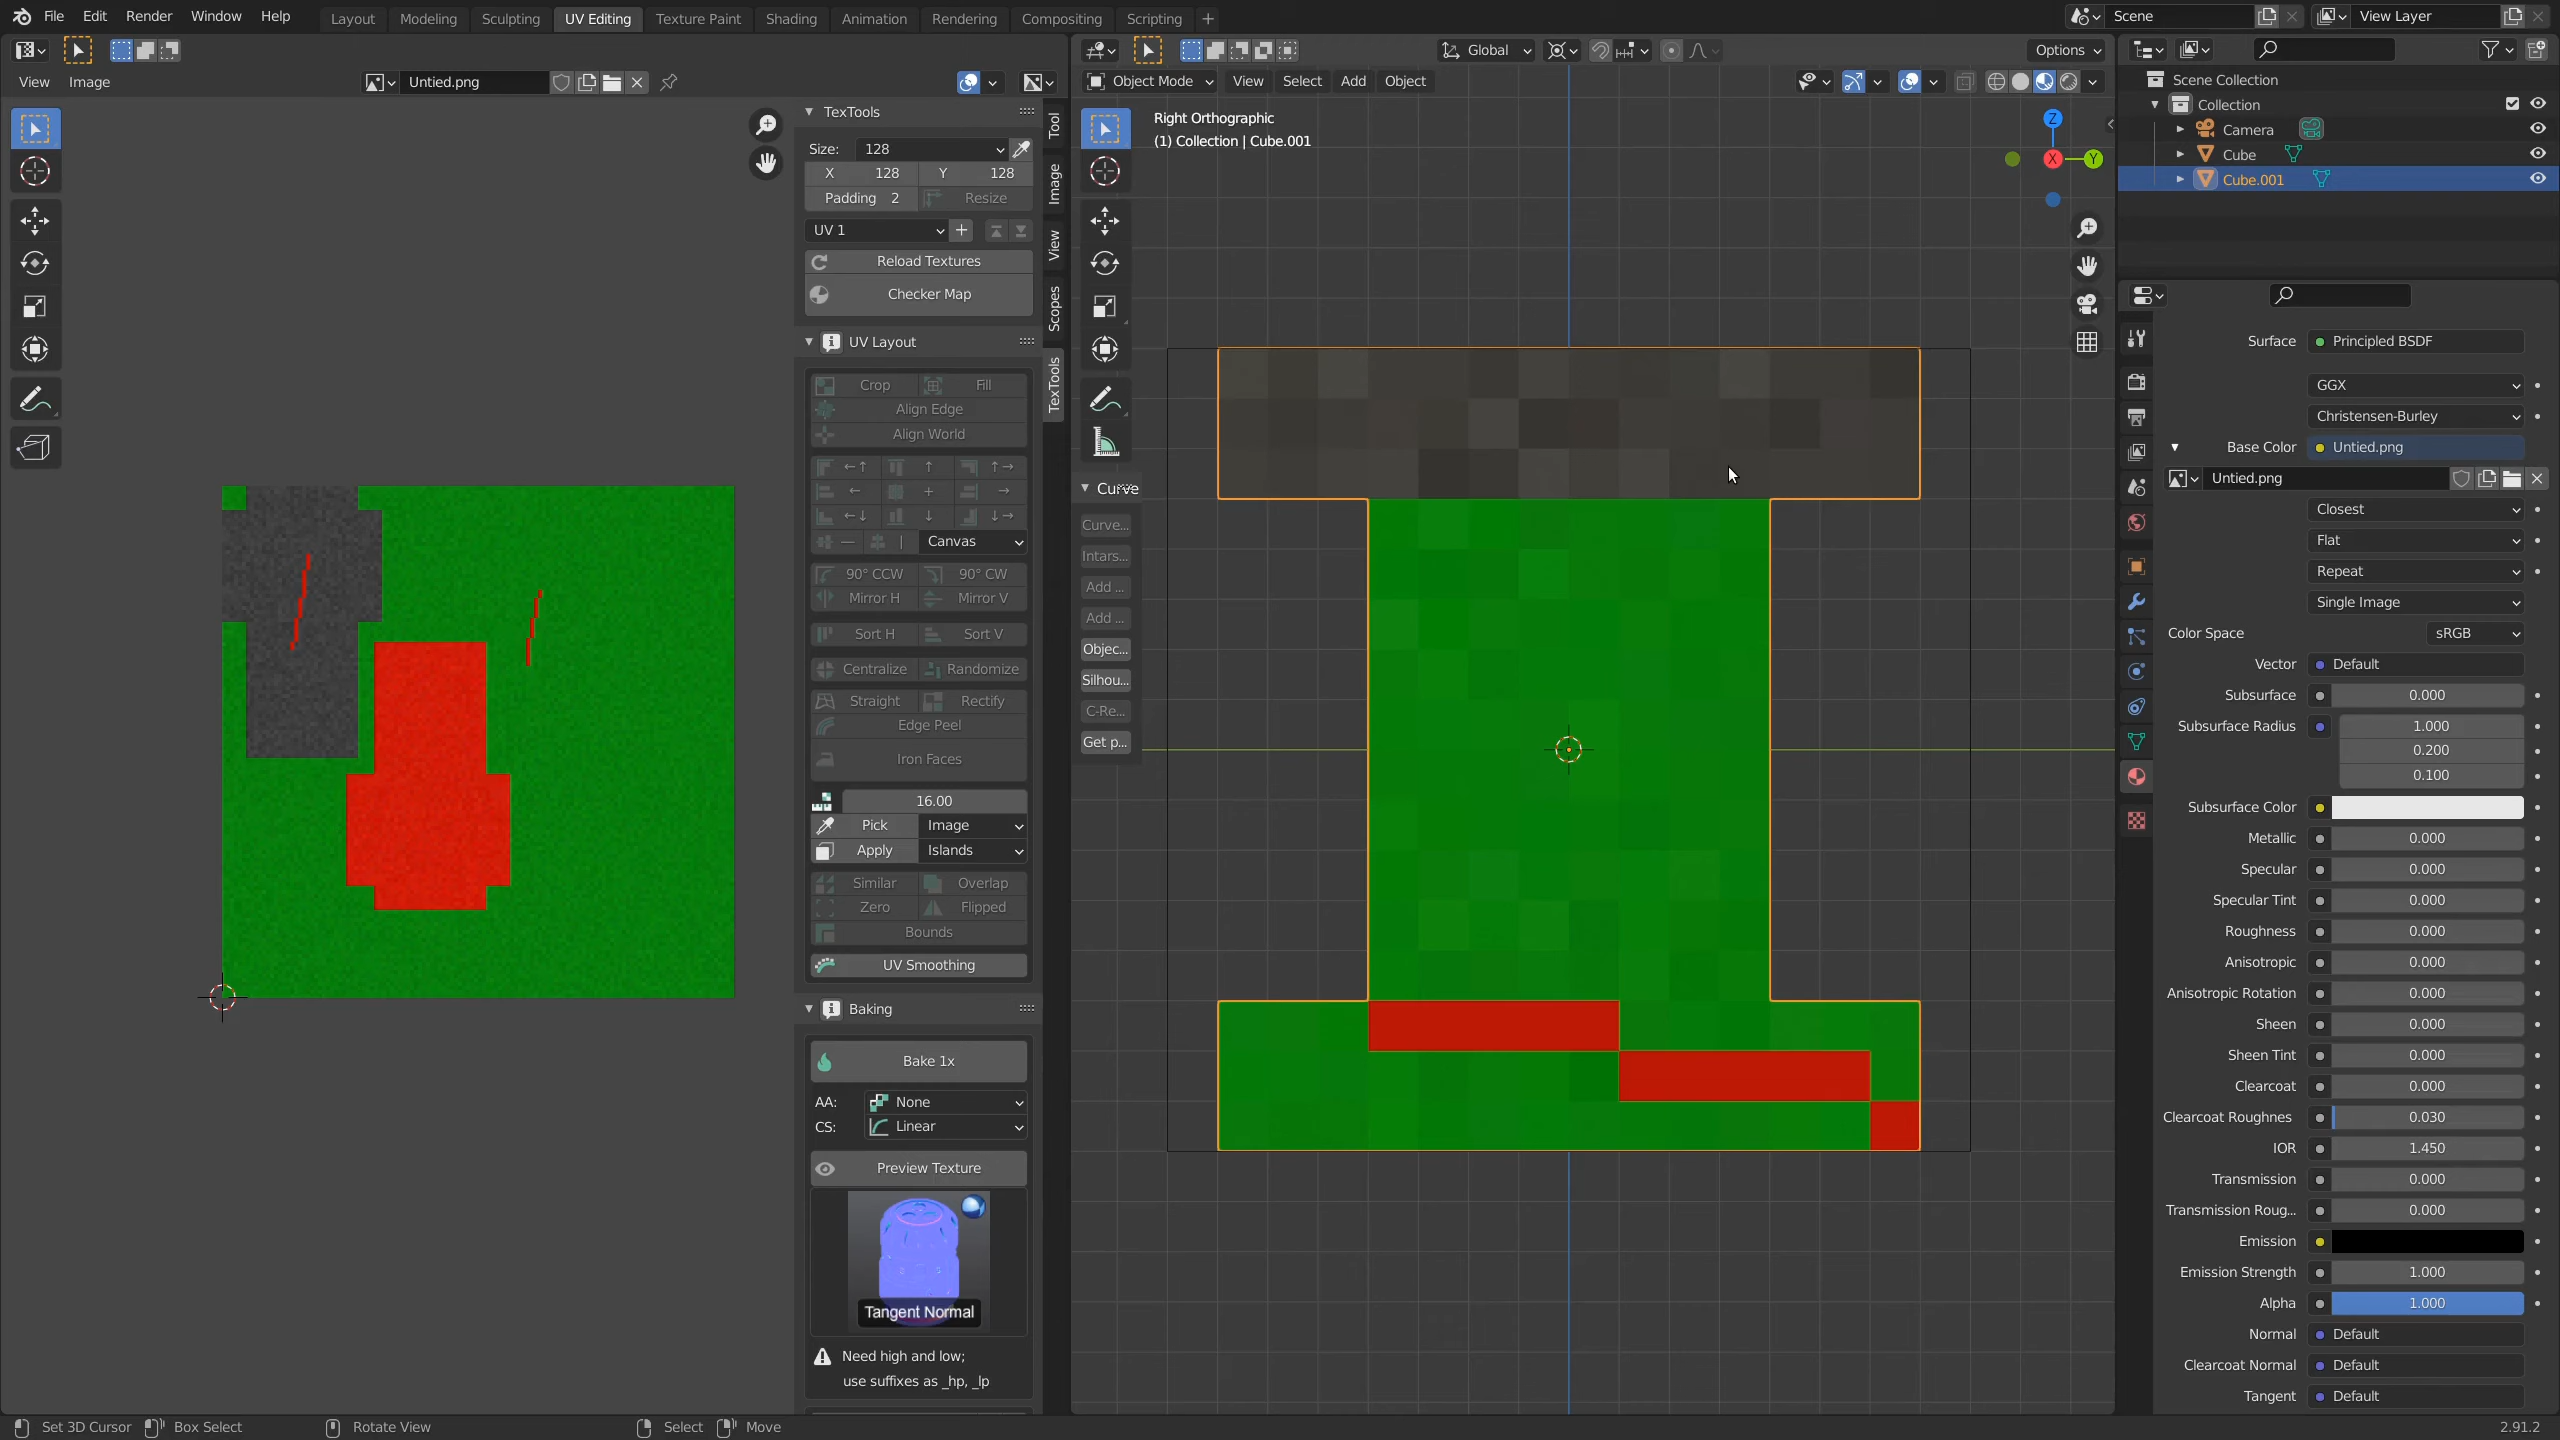 File Edit Render Window Help Layout Modeling Sculpting UV Editing Texture Paint Shading Animation Rendering Compositing Scripting + Scene View Layer
Untied.png
View Image
TexTools
Size: 128
X 128 Y 128
Padding 2 Resize
UV 1
Reload Textures
Checker Map
UV Layout
Crop Fill
Align Edge
Align World
Canvas
90° CCW 90° CW
Mirror H Mirror V
Sort H Sort V
Centralize Randomize
Straight Rectify
Edge Peel
Iron Faces
16.00
Pick Image
Apply Islands
Similar Overlap
Zero Flipped
Bounds
UV Smoothing
Baking
Bake 1x
AA: None
CS: Linear
Preview Texture
Tangent Normal
Need high and low;
use suffixes as _hp, _lp
Tool
Image
View
Scopes
TexTools
Global
Options
Object Mode View Select Add Object
Right Orthographic
(1) Collection | Cube.001
Z
X
Y
Curve
Curve...
Intars...
Add ...
Add ...
Objec...
Silhou...
C-Re...
Get p...
Scene Collection
Collection
Camera
Cube
Cube.001
Surface Principled BSDF
GGX
Christensen-Burley
Base Color Untied.png
Untied.png
Closest
Flat
Repeat
Single Image
Color Space sRGB
Vector Default
Subsurface 0.000
Subsurface Radius 1.000
0.200
0.100
Subsurface Color
Metallic 0.000
Specular 0.000
Specular Tint 0.000
Roughness 0.000
Anisotropic 0.000
Anisotropic Rotation 0.000
Sheen 0.000
Sheen Tint 0.000
Clearcoat 0.000
Clearcoat Roughnes 0.030
IOR 1.450
Transmission 0.000
Transmission Roug... 0.000
Emission
Emission Strength 1.000
Alpha 1.000
Normal Default
Clearcoat Normal Default
Tangent Default
Set 3D Cursor Box Select Rotate View Select Move 2.91.2